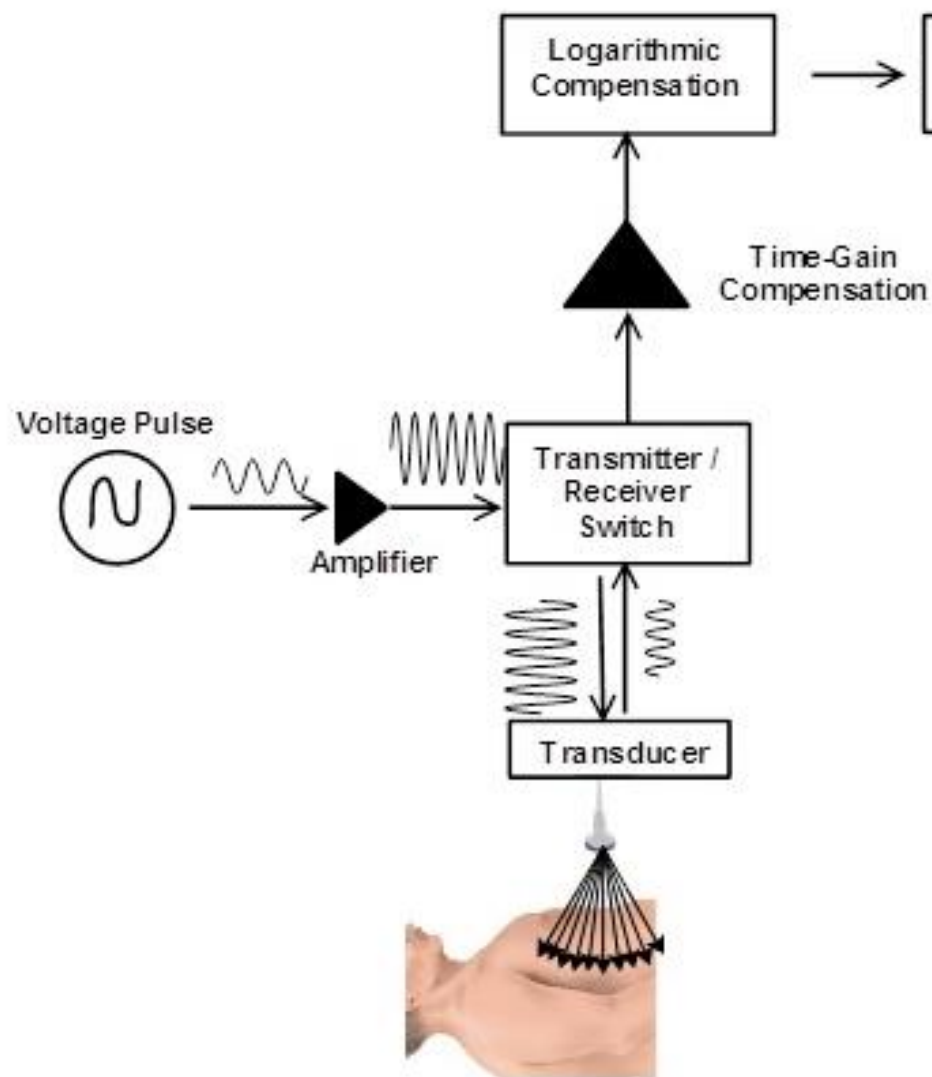 Logarithmic
Compensation
Time-Gain
Compensation
Voltage Pulse
Transmitter /
Receiver
Switch
Amplifier
Transducer